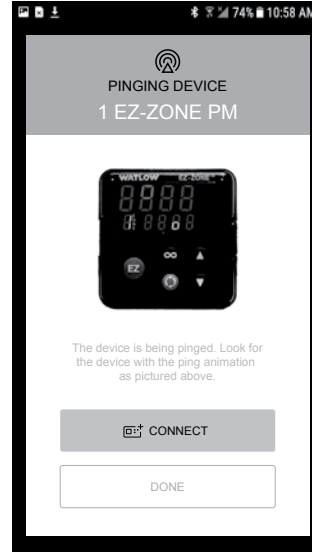 74% 10:58 AM
PINGING DEVICE
1 EZ-ZONE PM
WATLOW EZ-ZONE
EZ
The device is being pinged. Look for
the device with the ping animation
as pictured above.
CONNECT
DONE